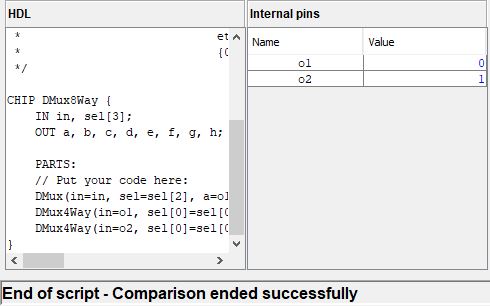 HDL
* et
* {0
*/
CHIP DMux8Way {
IN in, sel[3];
OUT a, b, c, d, e, f, g, h;
PARTS:
// Put your code here:
DMux(in=in, sel=sel[2], a=o1
DMux4Way(in=o1, sel[0]=sel[0
DMux4Way(in=o2, sel[0]=sel[0
}
Internal pins
Name Value
o1 0
o2 1
End of script - Comparison ended successfully